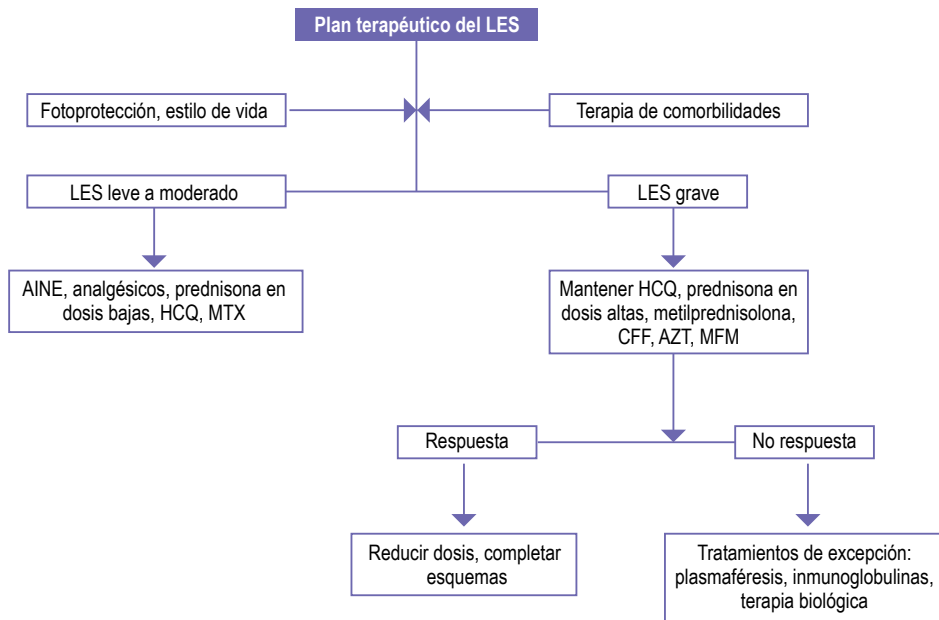 Plan terapéutico del LES
Fotoprotección, estilo de vida
Terapia de comorbilidades
LES leve a moderado
LES grave
AINE, analgésicos, prednisona en
dosis bajas, HCQ, MTX
Mantener HCQ, prednisona en
dosis altas, metilprednisolona,
CFF, AZT, MFM
Respuesta
No respuesta
Reducir dosis, completar
esquemas
Tratamientos de excepción:
plasmaféresis, inmunoglobulinas,
terapia biológica